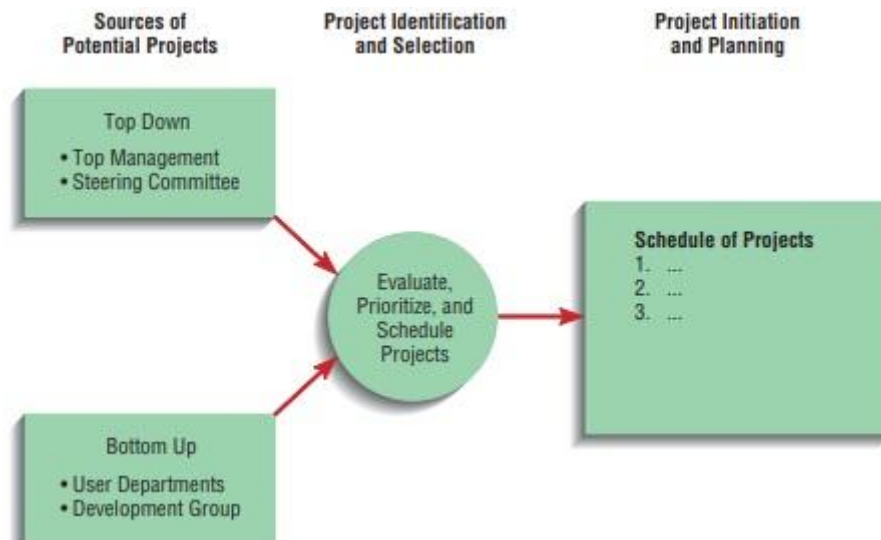 Sources of
Potential Projects
Project Identification
and Selection
Project Initiation
and Planning
Top Down
• Top Management
• Steering Committee
Evaluate,
Prioritize, and
Schedule
Projects
Schedule of Projects
1. ...
2. ...
3. ...
Bottom Up
• User Departments
• Development Group